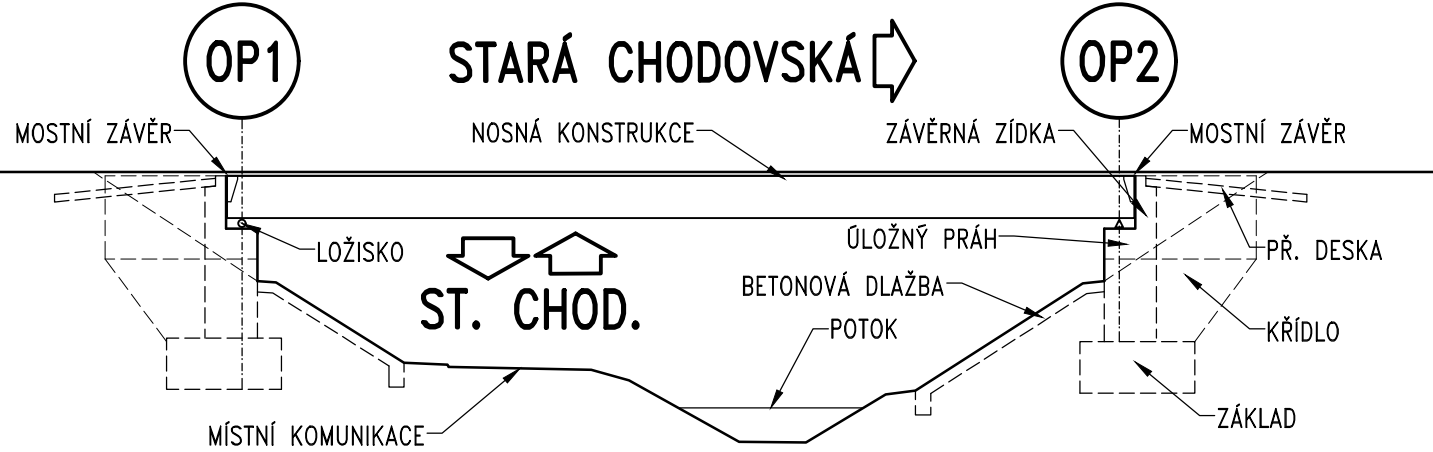 OP1
STARÁ CHODOVSKÁ
OP2
MOSTNÍ ZÁVĚR
NOSNÁ KONSTRUKCE
ZÁVĚRNÁ ZÍDKA
MOSTNÍ ZÁVĚR
LOŽISKO
ÚLOŽNÝ PRÁH
PŘ. DESKA
BETONOVÁ DLAŽBA
ST. CHOD.
POTOK
KŘÍDLO
ZÁKLAD
MÍSTNÍ KOMUNIKACE